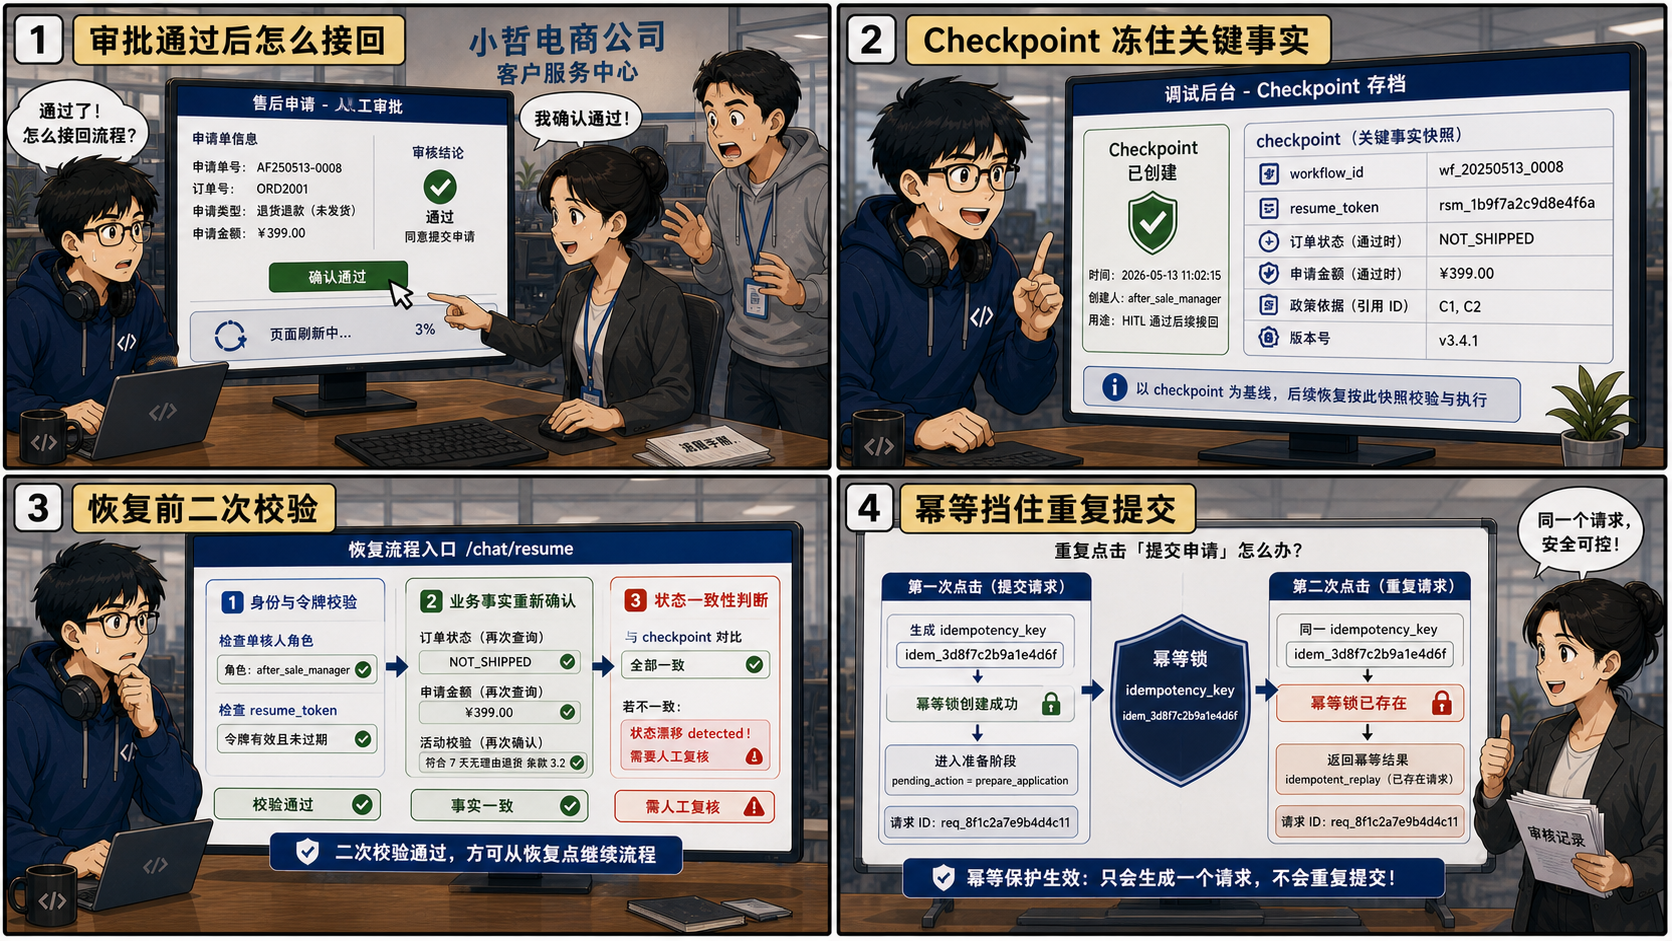 1 审批通过后怎么接回
小哲电商公司
客户服务中心
通过了！
怎么接回流程？
我确认通过！
售后申请 - 人工审批
申请单信息
申请单号： AF250513-0008
订单号： ORD2001
申请类型： 退货退款（未发货）
申请金额： ¥399.00
审核结论
通过
同意提交申请
确认通过
页面刷新中... 3%
</>
</>
</>
2 Checkpoint 冻住关键事实
调试后台 - Checkpoint 存档
Checkpoint
已创建
时间： 2026-05-13 11:02:15
创建人： after_sale_manager
用途： HITL 通过后续接回
checkpoint（关键事实快照）
workflow_id wf_20250513_0008
resume_token rsm_1b9f7a2c9d8e4f6a
订单状态（通过时） NOT_SHIPPED
申请金额（通过时） ¥399.00
政策依据（引用 ID） C1, C2
版本号 v3.4.1
以 checkpoint 为基线，后续恢复按此快照校验与执行
</>
</>
3 恢复前二次校验
恢复流程入口 /chat/resume
1 身份与令牌校验
检查单核人角色
角色： after_sale_manager
检查 resume_token
令牌有效且未过期
校验通过
2 业务事实重新确认
订单状态（再次查询）
NOT_SHIPPED
申请金额（再次查询）
¥399.00
活动校验（再次确认）
符合 7 天无理由退货 条款 3.2
事实一致
3 状态一致性判断
与 checkpoint 对比
全部一致
若不一致：
状态漂移 detected！
需要人工复核
需人工复核
二次校验通过，方可从恢复点继续流程
</>
</>
4 幂等挡住重复提交
同一个请求，
安全可控！
重复点击「提交申请」怎么办？
第一次点击（提交请求）
生成 idempotency_key
idem_3d8f7c2b9a1e4d6f
幂等锁创建成功
进入准备阶段
pending_action = prepare_application
请求 ID： req_8f1c2a7e9b4d4c11
幂等锁
idempotency_key
idem_3d8f7c2b9a1e4d6f
第二次点击（重复请求）
同一 idempotency_key
idem_3d8f7c2b9a1e4d6f
幂等锁已存在
返回幂等结果
idempotent_replay（已存在请求）
请求 ID： req_8f1c2a7e9b4d4c11
审核记录
幂等保护生效：只会生成一个请求，不会重复提交！